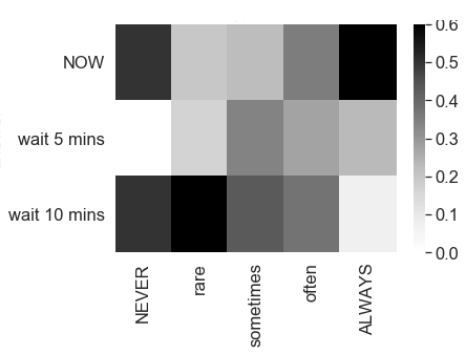 NOW
wait 5 mins
wait 10 mins
NEVER
rare
sometimes
often
ALWAYS
0.6
0.5
0.4
0.3
0.2
0.1
0.0